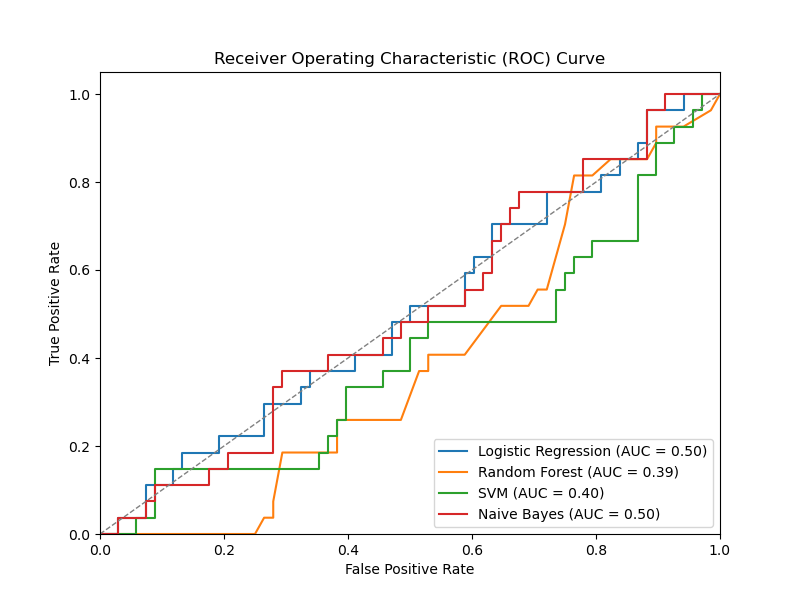 Receiver Operating Characteristic (ROC) Curve
True Positive Rate
1.0
0.8
0.6
0.4
0.2
0.0
0.0 0.2 0.4 0.6 0.8 1.0
False Positive Rate
Logistic Regression (AUC = 0.50)
Random Forest (AUC = 0.39)
SVM (AUC = 0.40)
Naive Bayes (AUC = 0.50)